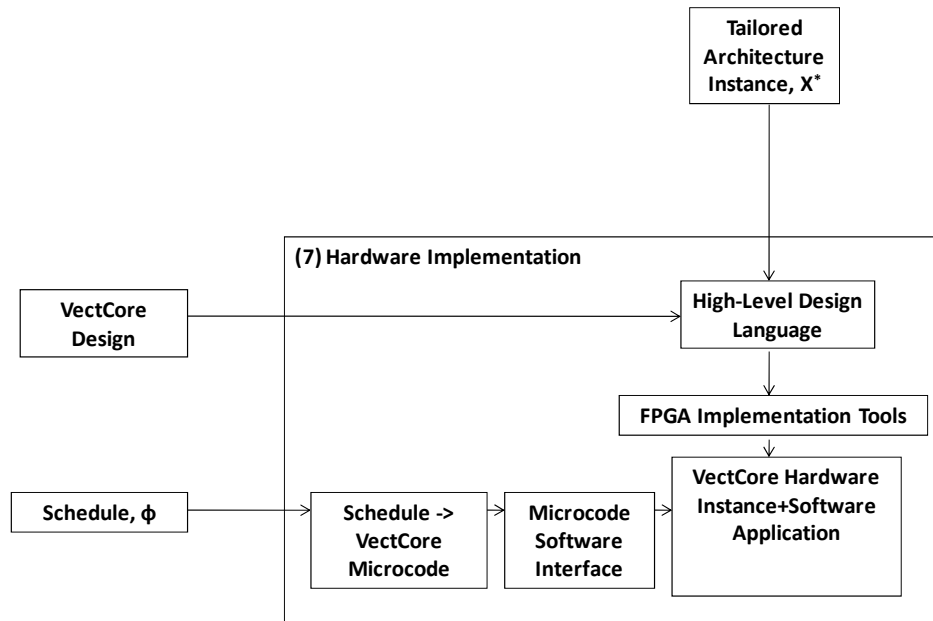 Tailored
Architecture
Instance, X*
(7) Hardware Implementation
VectCore
Design
High-Level Design
Language
FPGA Implementation Tools
VectCore Hardware
Instance+Software
Application
Schedule, ϕ
Schedule ->
VectCore
Microcode
Microcode
Software
Interface